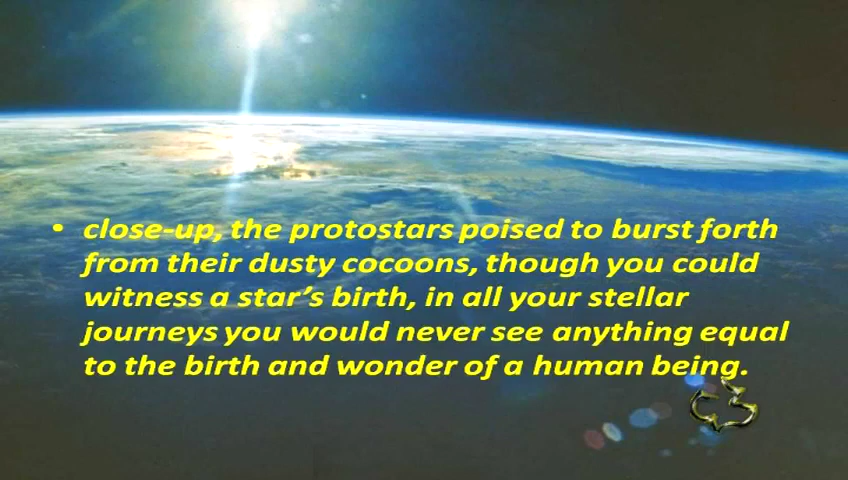 • close-up, the protostars poised to burst forth
from their dusty cocoons, though you could
witness a star’s birth, in all your stellar
journeys you would never see anything equal
to the birth and wonder of a human being.